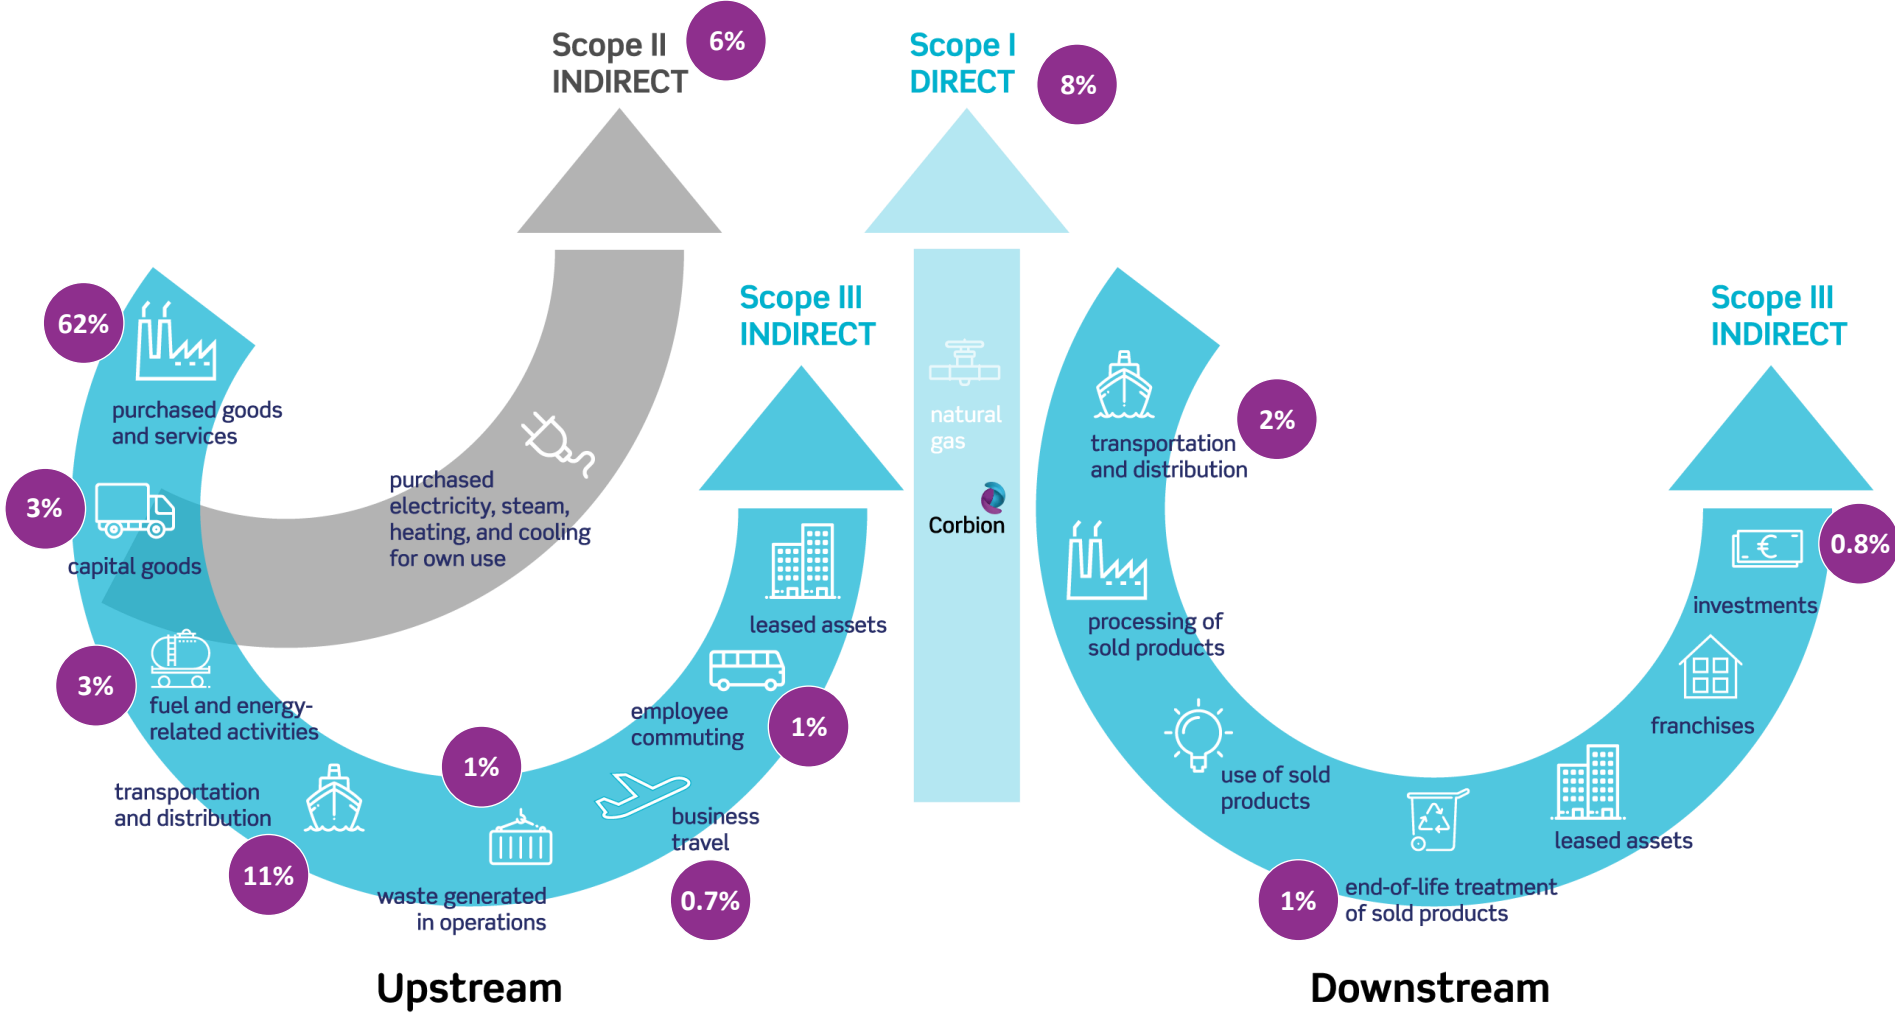 Scope II
INDIRECT
6%
Scope I
DIRECT
8%
62%
purchased goods
and services
3%
capital goods
3%
fuel and energy-
related activities
transportation
and distribution
11%
1%
waste generated
in operations
business
travel
0.7%
employee
commuting
1%
leased assets
Scope III
INDIRECT
purchased
electricity, steam,
heating, and cooling
for own use
natural
gas
Corbion
transportation
and distribution
2%
processing of
sold products
use of sold
products
1%
end-of-life treatment
of sold products
leased assets
franchises
investments
€
0.8%
Scope III
INDIRECT
Upstream
Downstream